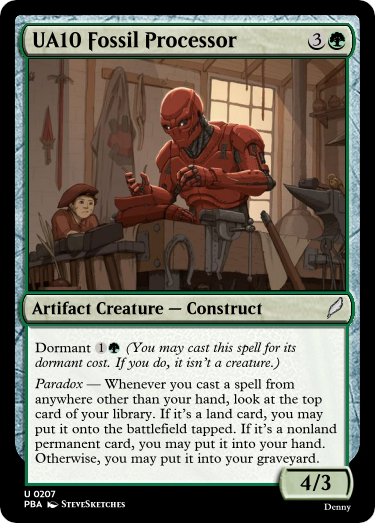 UA10 Fossil Processor 3
Artifact Creature — Construct
Dormant 1 (You may cast this spell for its
dormant cost. If you do, it isn't a creature.)
Paradox — Whenever you cast a spell from
anywhere other than your hand, look at the top
card of your library. If it's a land card, you may
put it onto the battlefield tapped. If it's a nonland
permanent card, you may put it into your hand.
Otherwise, you may put it into your graveyard.
4/3
U 0207
PBA SteveSketches
Denny